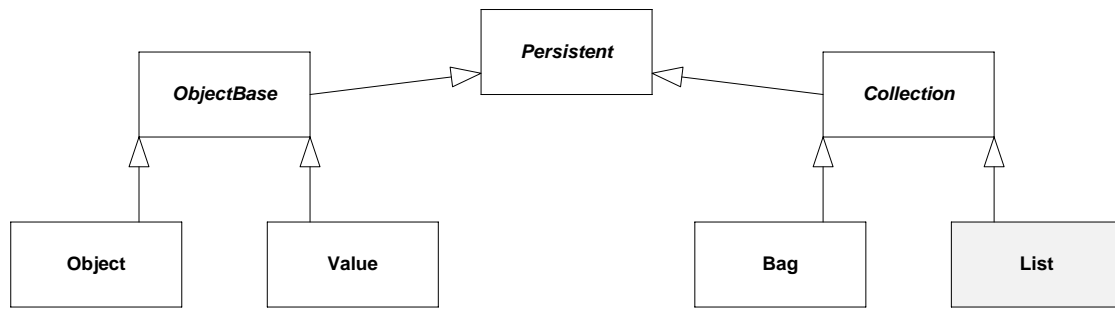 Persistent
ObjectBase
Collection
Object
Value
Bag
List